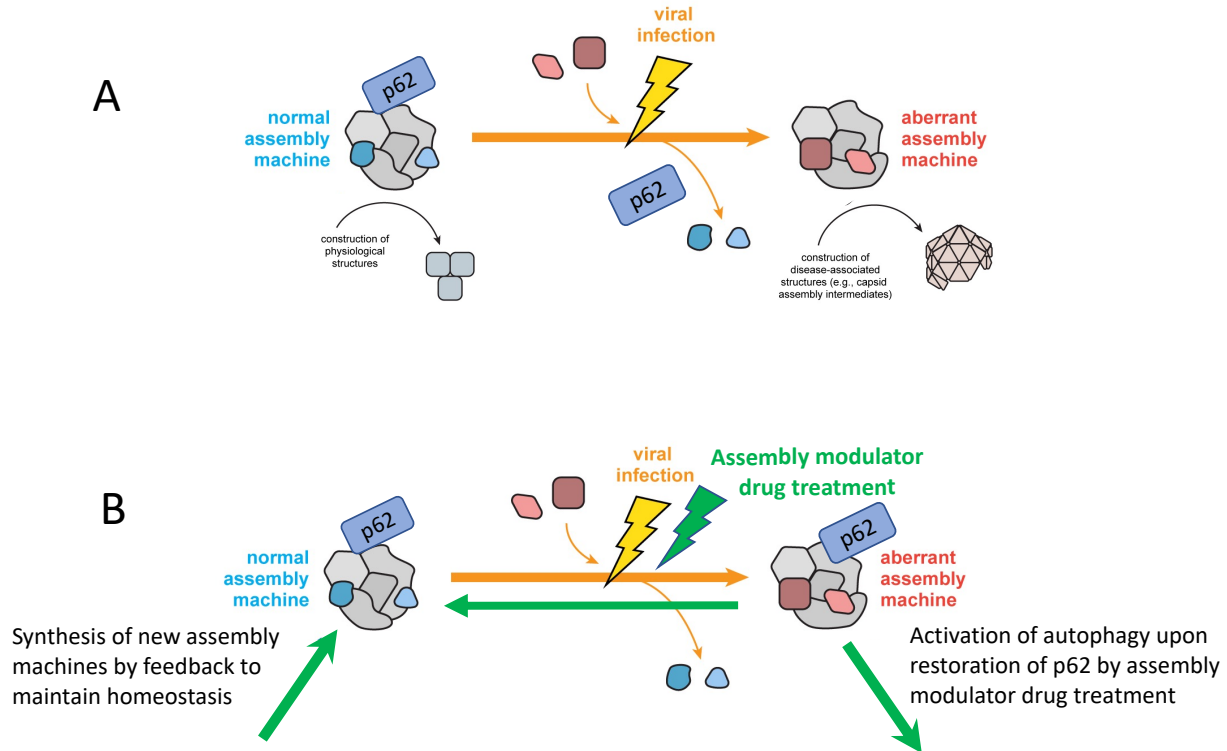 A
viral
infection
p62
normal
assembly
machine
aberrant
assembly
machine
p62
construction of
physiological
structures
construction of
disease-associated
structures (e.g., capsid
assembly intermediates)
B
viral
infection
Assembly modulator
drug treatment
p62
p62
normal
assembly
machine
aberrant
assembly
machine
Synthesis of new assembly
machines by feedback to
maintain homeostasis
Activation of autophagy upon
restoration of p62 by assembly
modulator drug treatment